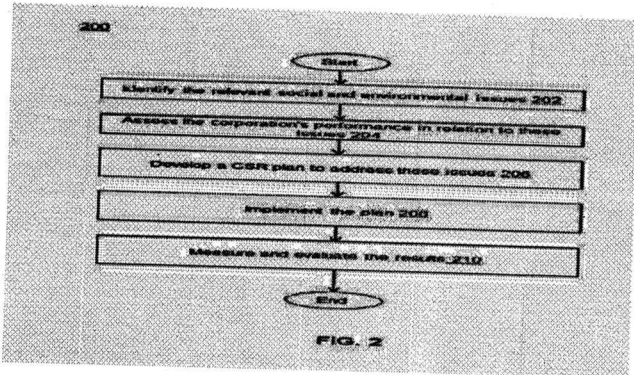 200
Start
Identify the relevant social and environmental issues 202
Assess the corporation's performance in relation to these
issues 204
Develop a CSR plan to address these issues 206
Implement the plan 208
Measure and evaluate the results 210
End
FIG. 2